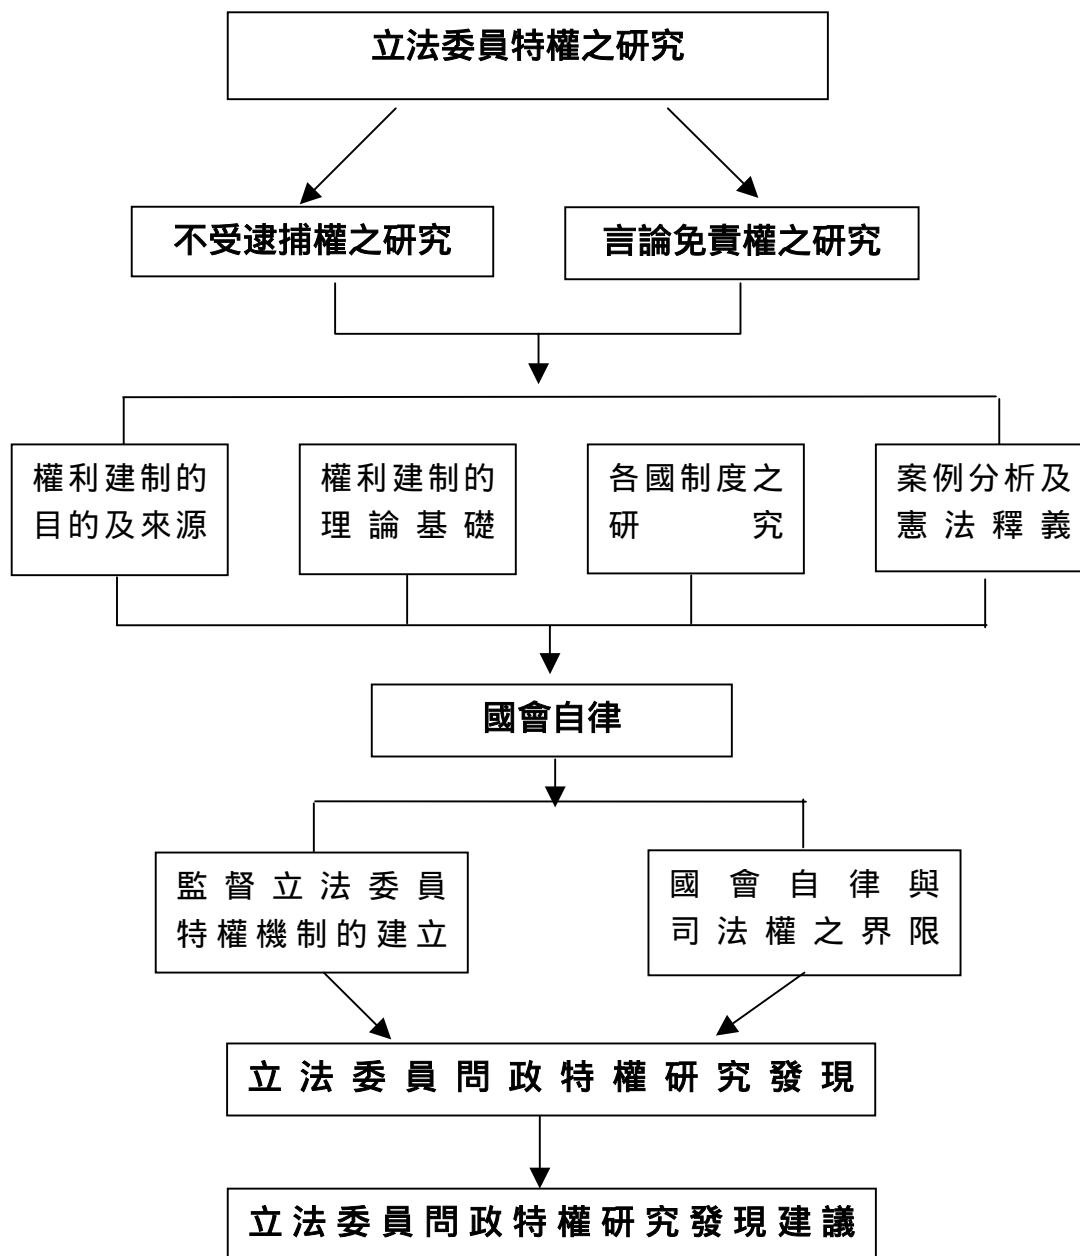 立法委員特權之研究
不受逮捕權之研究
言論免責權之研究
權利建制的
目的及來源
權利建制的
理論基礎
各國制度之
研究
案例分析及
憲法釋義
國會自律
監督立法委員
特權機制的建立
國會自律與
司法權之界限
立法委員問政特權研究發現
立法委員問政特權研究發現建議